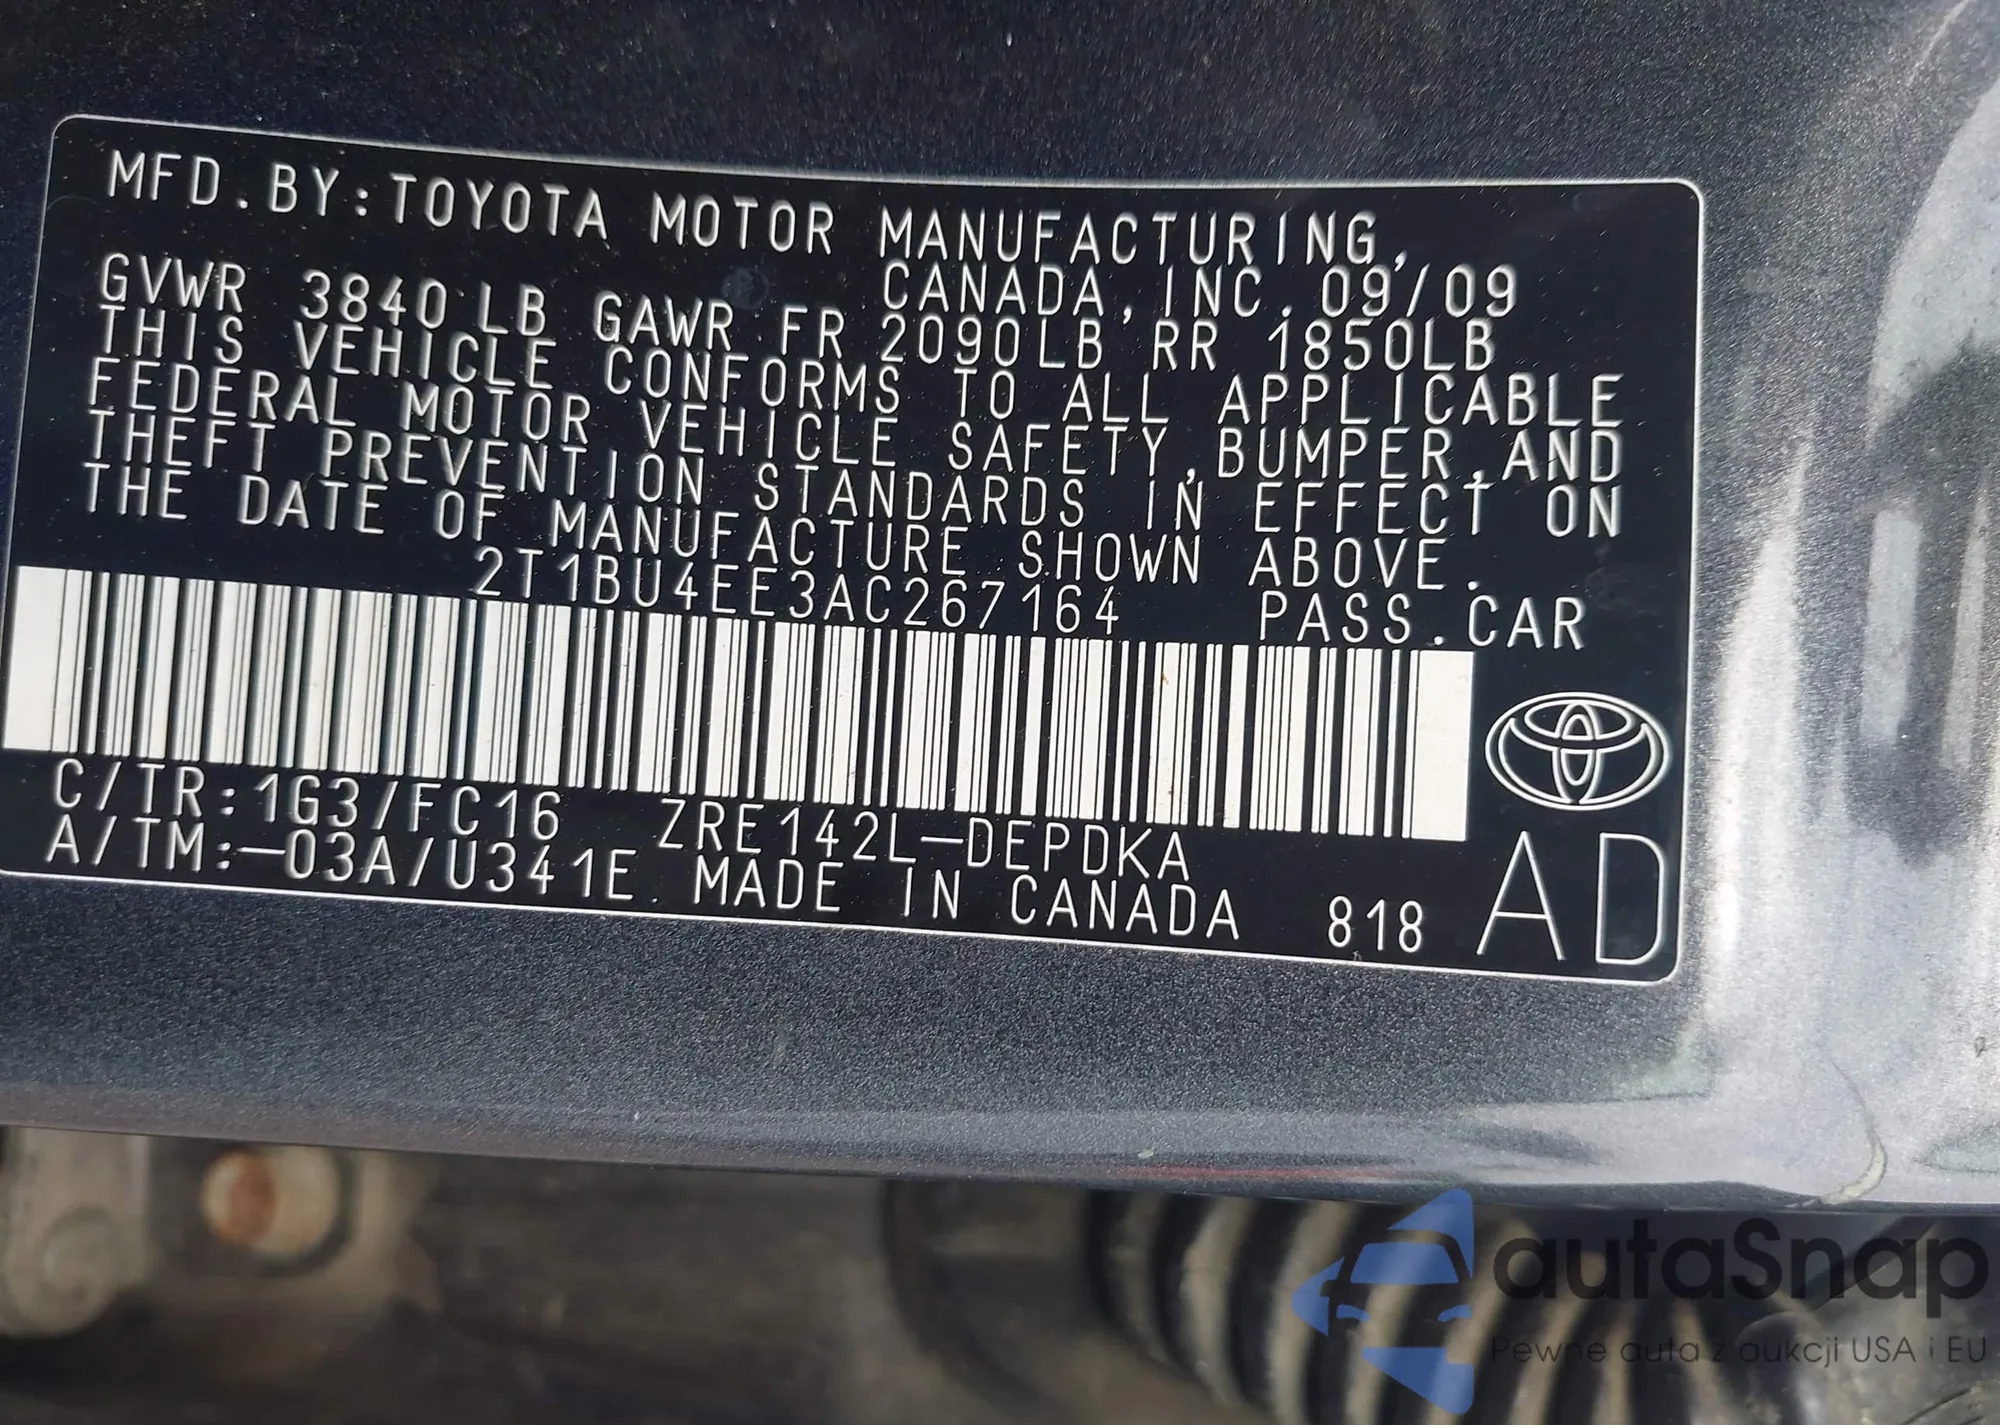 MFD.BY:TOYOTA MOTOR MANUFACTURING,
CANADA,INC.09/09
GVWR 3840LB GAWR FR 2090LB RR 1850LB
THIS VEHICLE CONFORMS TO ALL APPLICABLE
FEDERAL MOTOR VEHICLE SAFETY,BUMPER,AND
THEFT PREVENTION STANDARDS IN EFFECT ON
THE DATE OF MANUFACTURE SHOWN ABOVE.
2T1BU4EE3AC267164 PASS.CAR
C/TR:1G3/FC16 ZRE142L-DEPDKA
A/TM:-03A/U341E MADE IN CANADA 818 AD
autaSnap
Pewne auta z aukcji USA i EU